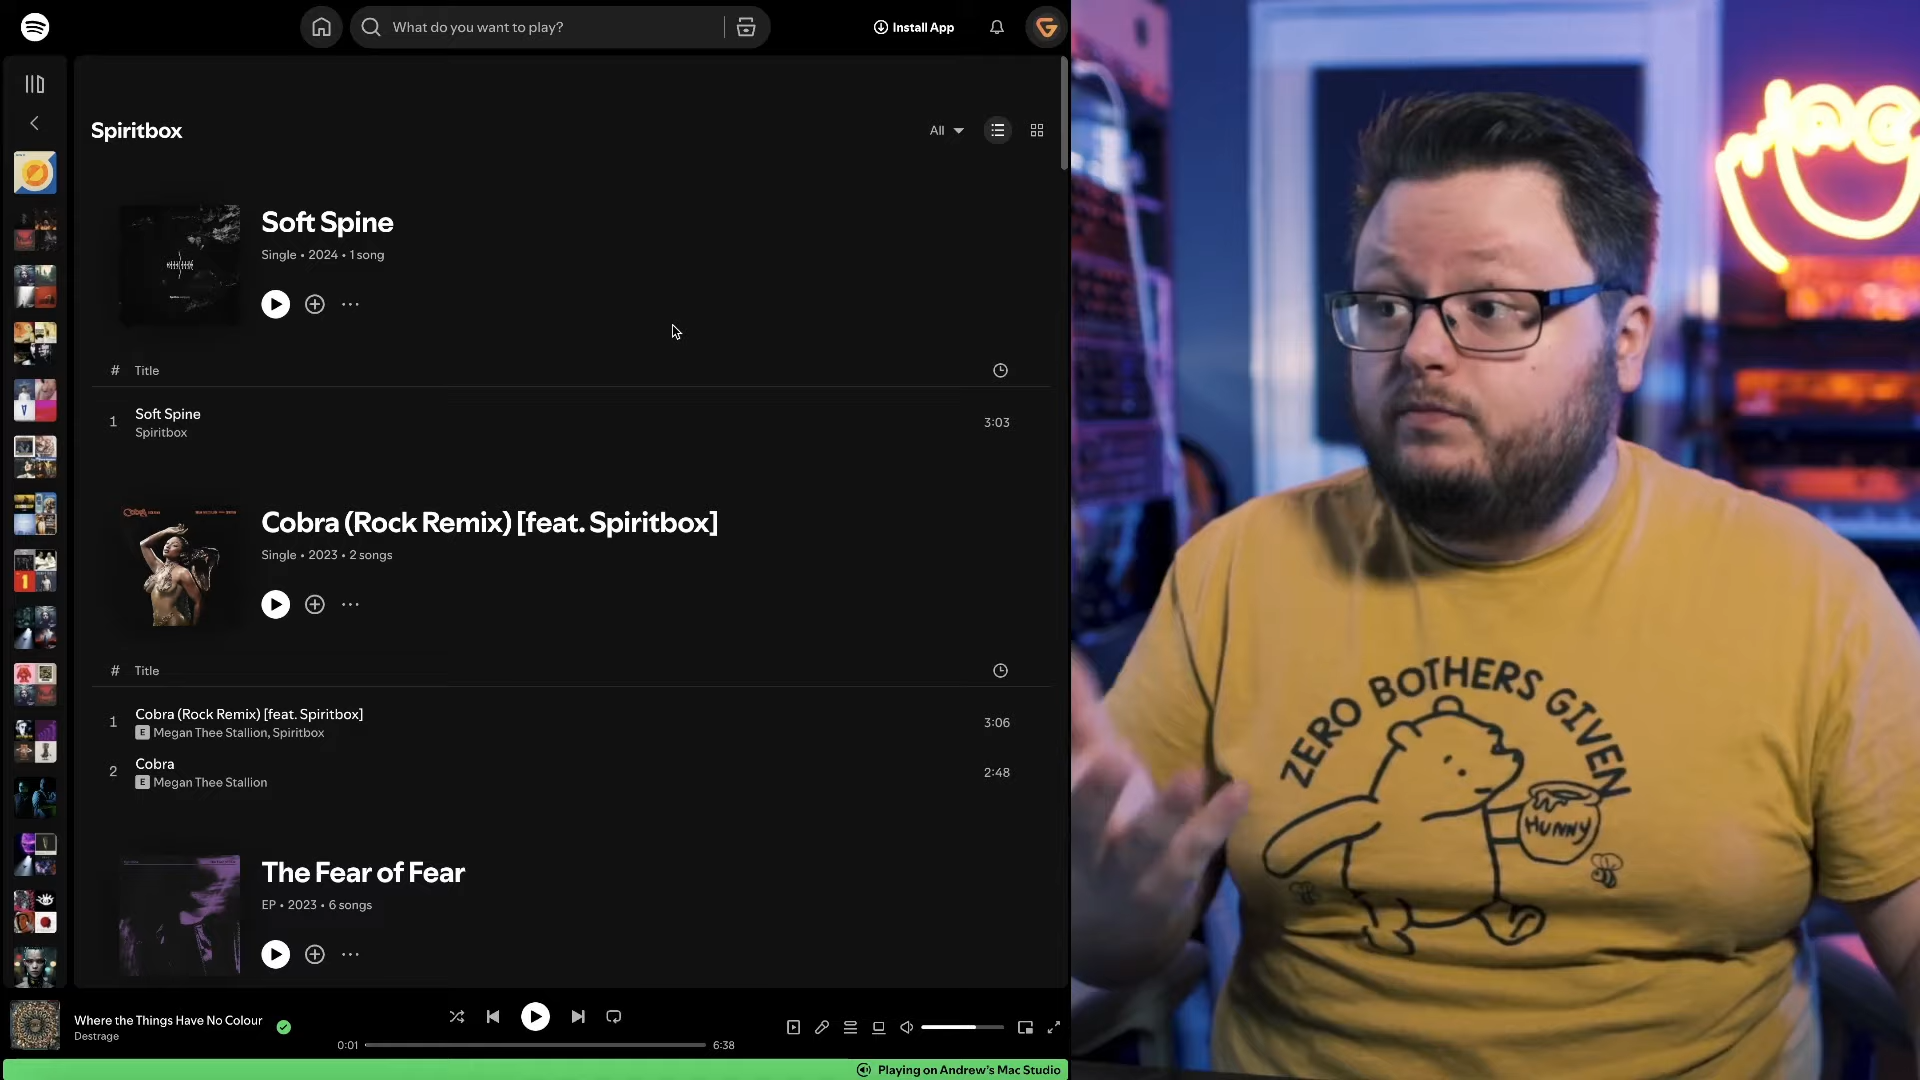 What do you want to play?
Install App
Spiritbox
All
Soft Spine
Single • 2024 • 1 song
# Title
1 Soft Spine 3:03
Spiritbox
Cobra (Rock Remix) [feat. Spiritbox]
Single • 2023 • 2 songs
# Title
1 Cobra (Rock Remix) [feat. Spiritbox] 3:06
E Megan Thee Stallion, Spiritbox
2 Cobra 2:48
E Megan Thee Stallion
The Fear of Fear
EP • 2023 • 6 songs
Where the Things Have No Colour
Destrage
0:01
6:38
Playing on Andrew's Mac Studio
ZERO BOTHERS GIVEN
HUNNY